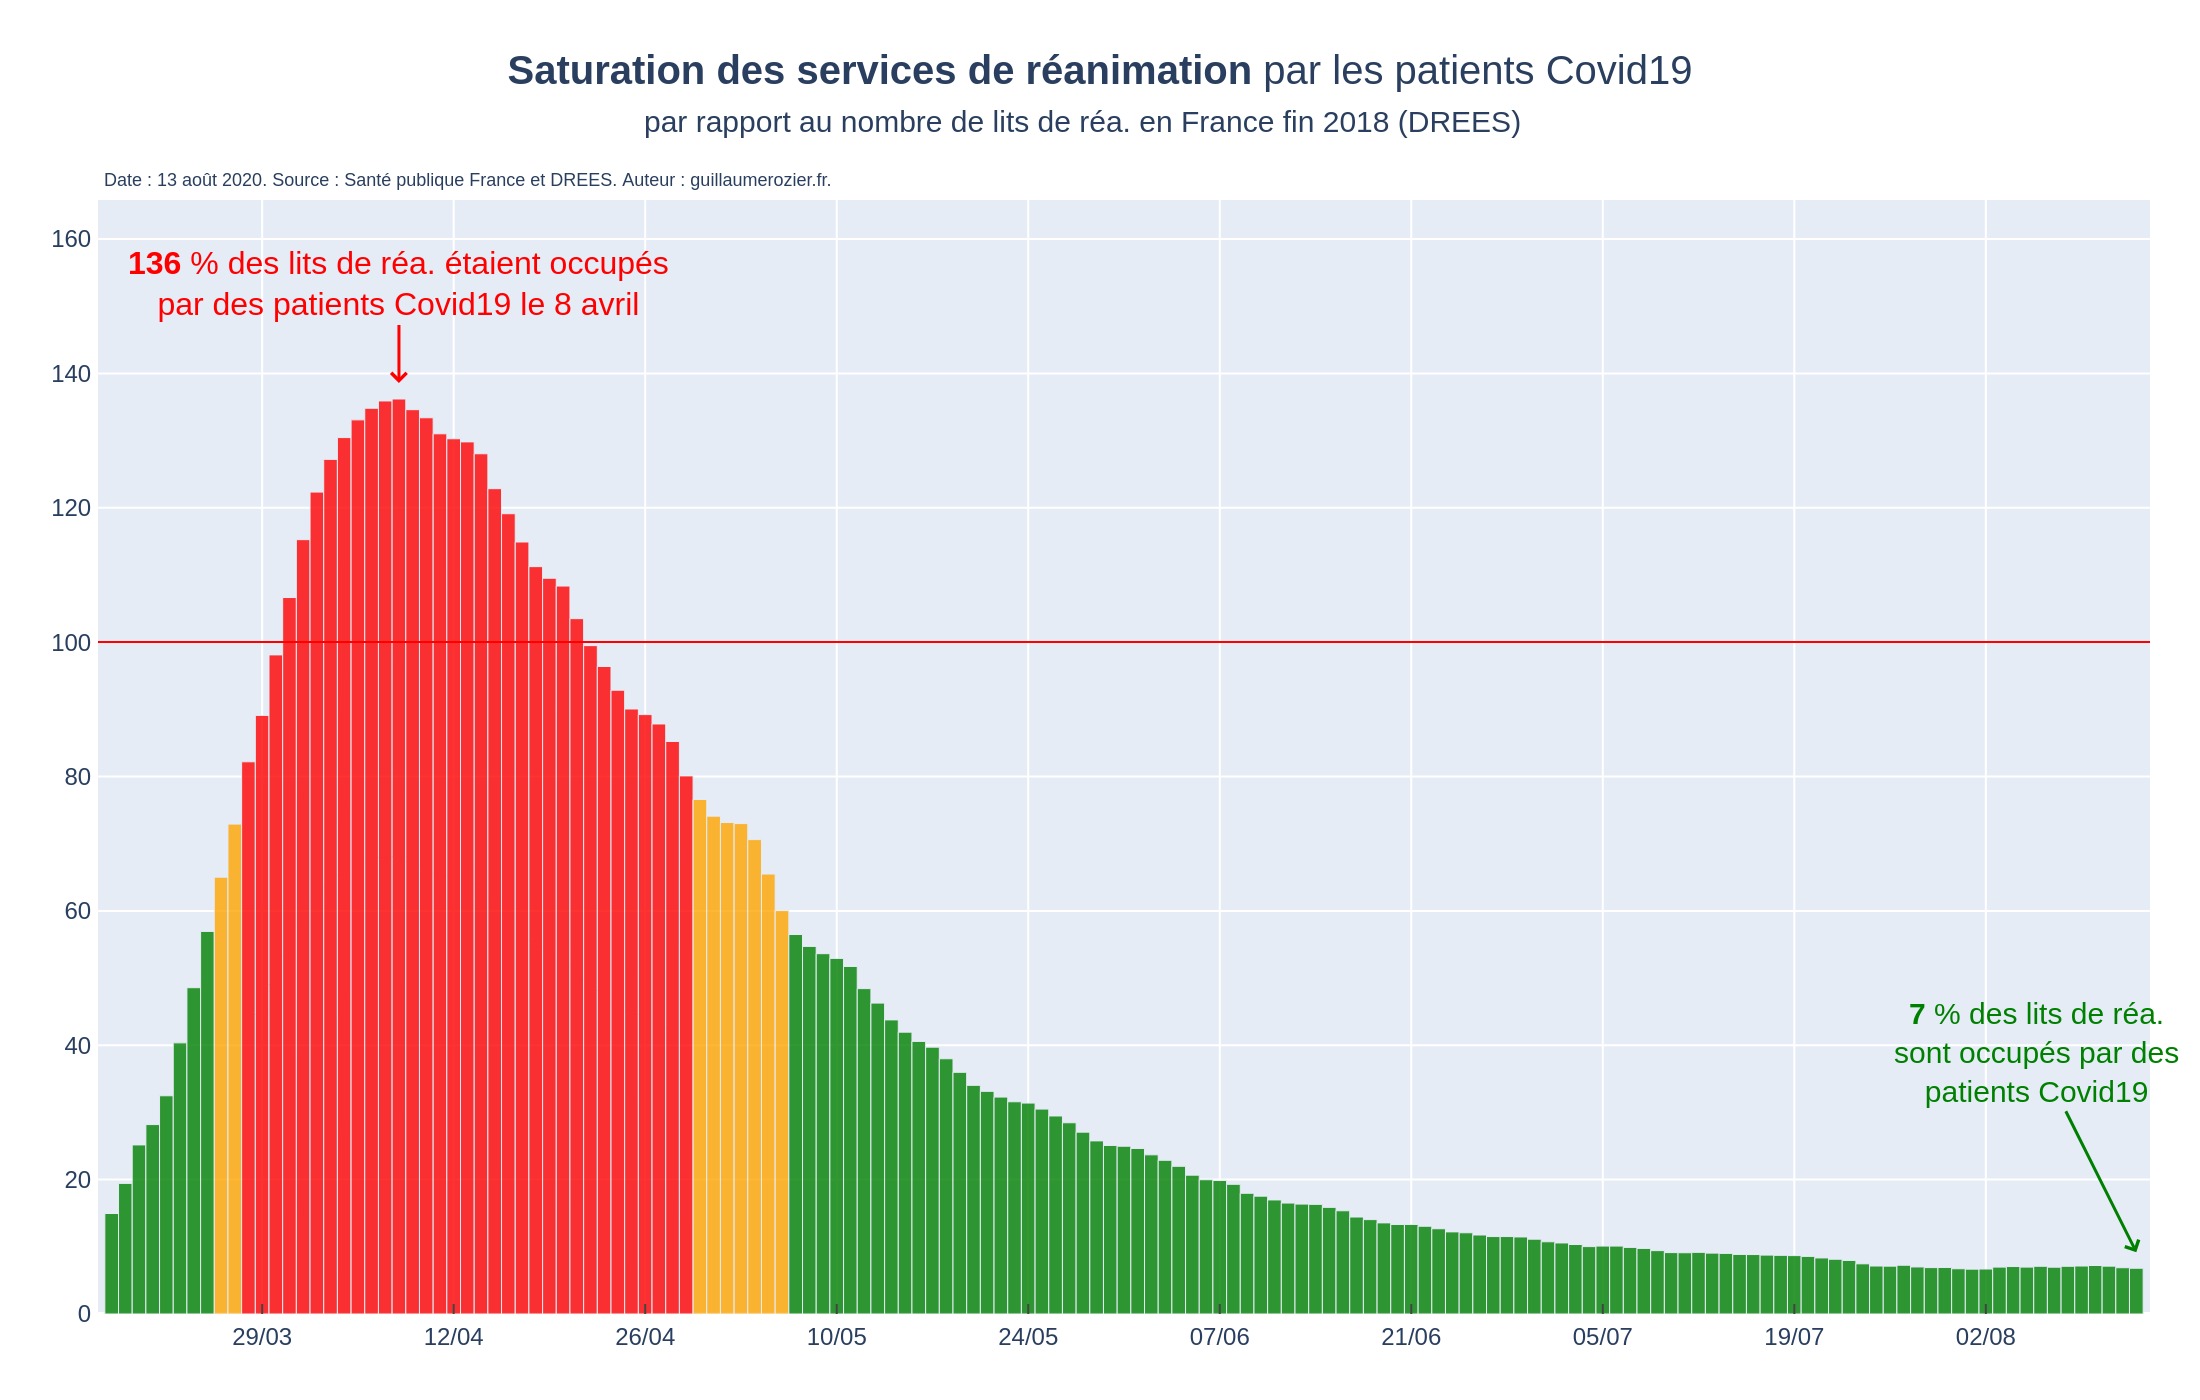 Saturation des services de réanimation par les patients Covid19
par rapport au nombre de lits de réa. en France fin 2018 (DREES)
Date : 13 août 2020. Source : Santé publique France et DREES. Auteur : guillaumerozier.fr.
160
136 % des lits de réa. étaient occupés
par des patients Covid19 le 8 avril
140
120
100
80
60
7 % des lits de réa.
sont occupés par des
patients Covid19
40
20
0
29/03 12/04 26/04 10/05 24/05 07/06 21/06 05/07 19/07 02/08